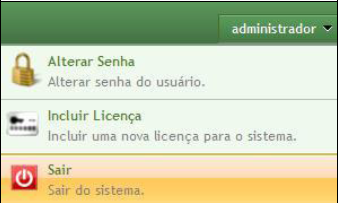 administrador
Alterar Senha
Alterar senha do usuário.
Incluir Licença
Incluir uma nova licença para o sistema.
Sair
Sair do sistema.